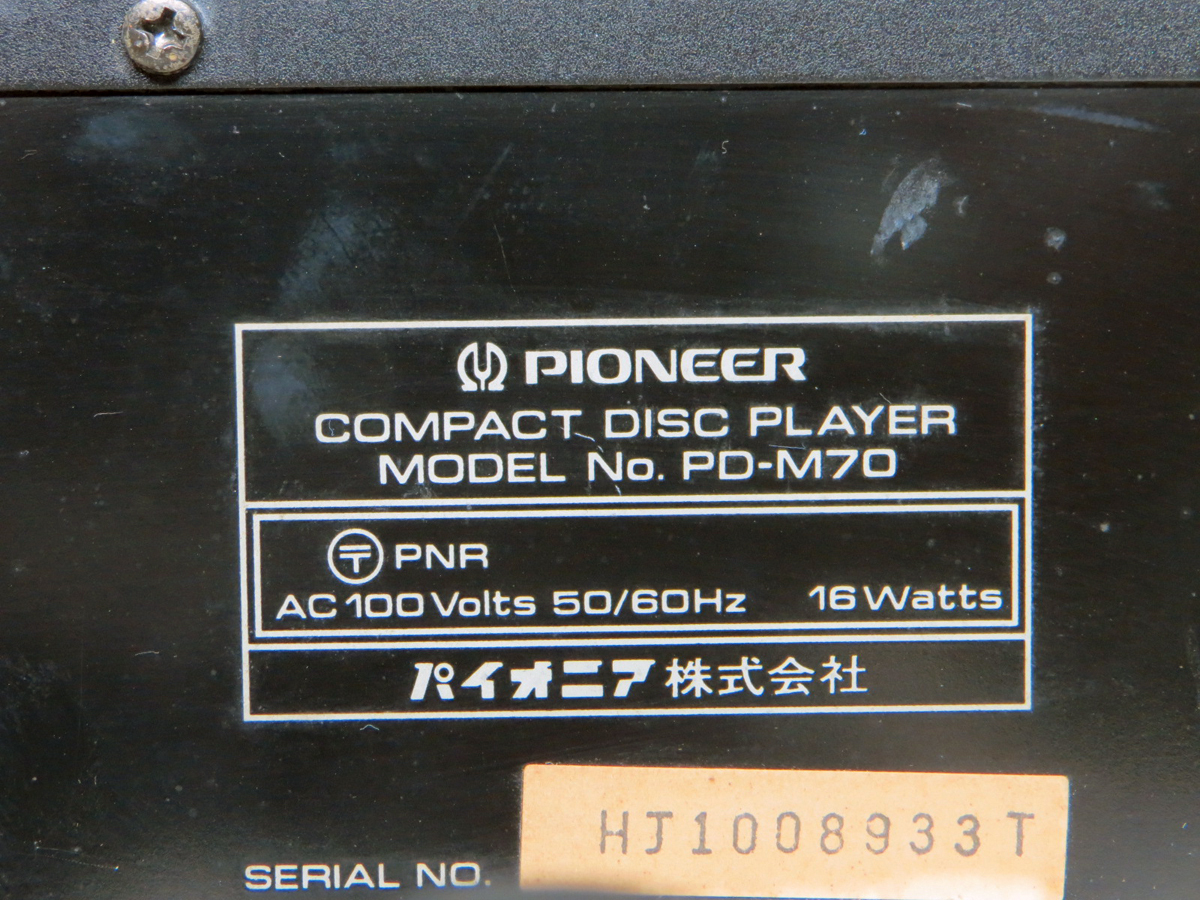 PIONEER
COMPACT DISC PLAYER
MODEL No. PD-M70
〒 PNR
AC 100 Volts 50/60Hz 16 Watts
パイオニア株式会社
HJ1008933T
SERIAL NO.